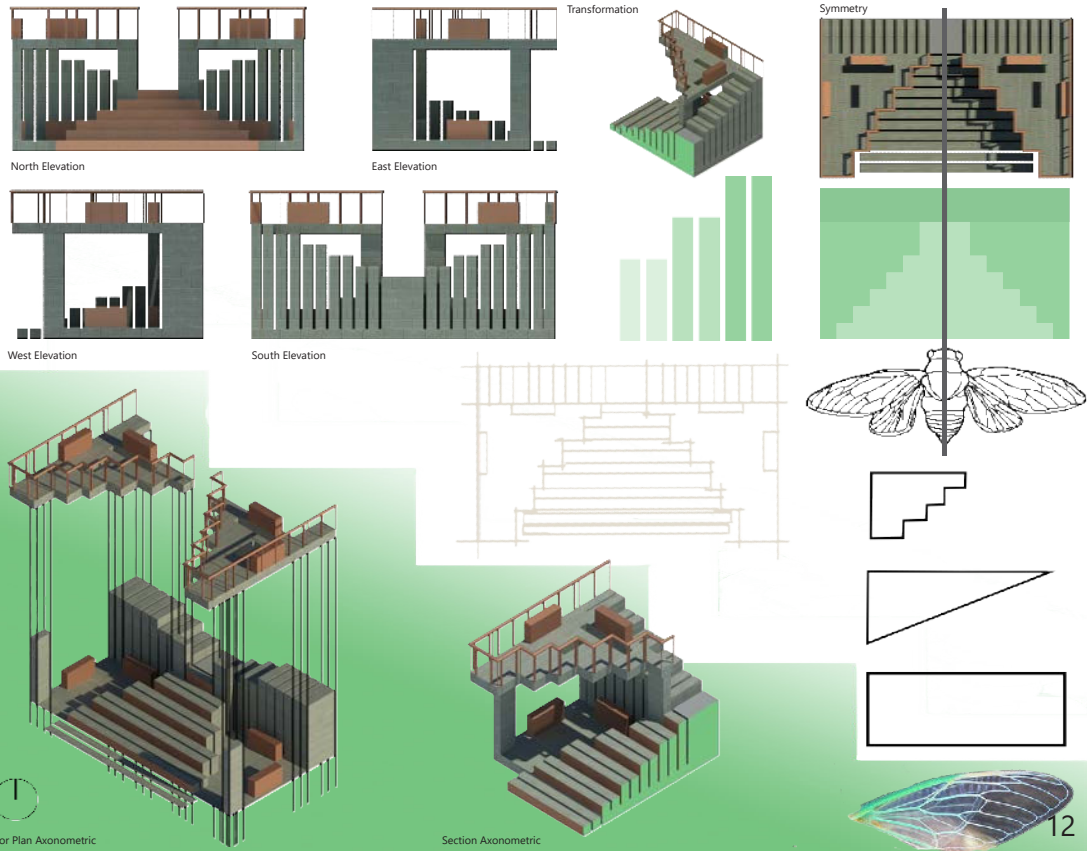 Transformation
Symmetry
North Elevation
East Elevation
West Elevation
South Elevation
or Plan Axonometric
Section Axonometric
12